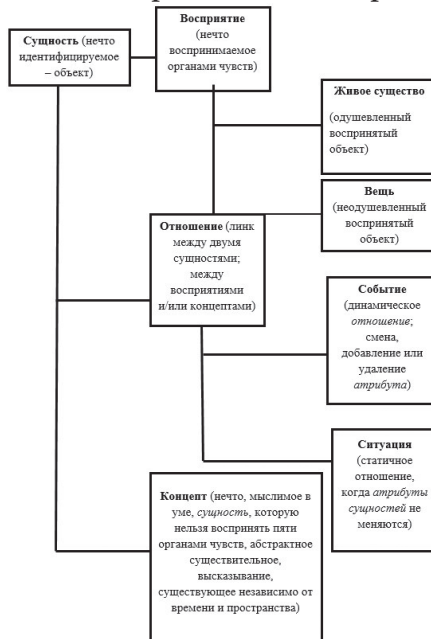 Восприятие
(нечто
воспринимаемое
органами чувств)
Сущность (нечто
идентифицируемое
– объект)
Живое существо
(одушевленный
воспринятый
объект)
Вещь
(неодушевленный
воспринятый
объект)
Отношение (линк
между двумя
сущностями;
между
восприятиями
и/или концептами)
Событие
(динамическое
отношение;
смена,
добавление или
удаление
атрибута)
Ситуация
(статичное
отношение,
когда атрибуты
сущностей не
меняются)
Концепт (нечто, мыслимое в
уме, сущность, которую
нельзя воспринять пяти
органами чувств, абстрактное
существительное,
высказывание,
существующее независимо от
времени и пространства)